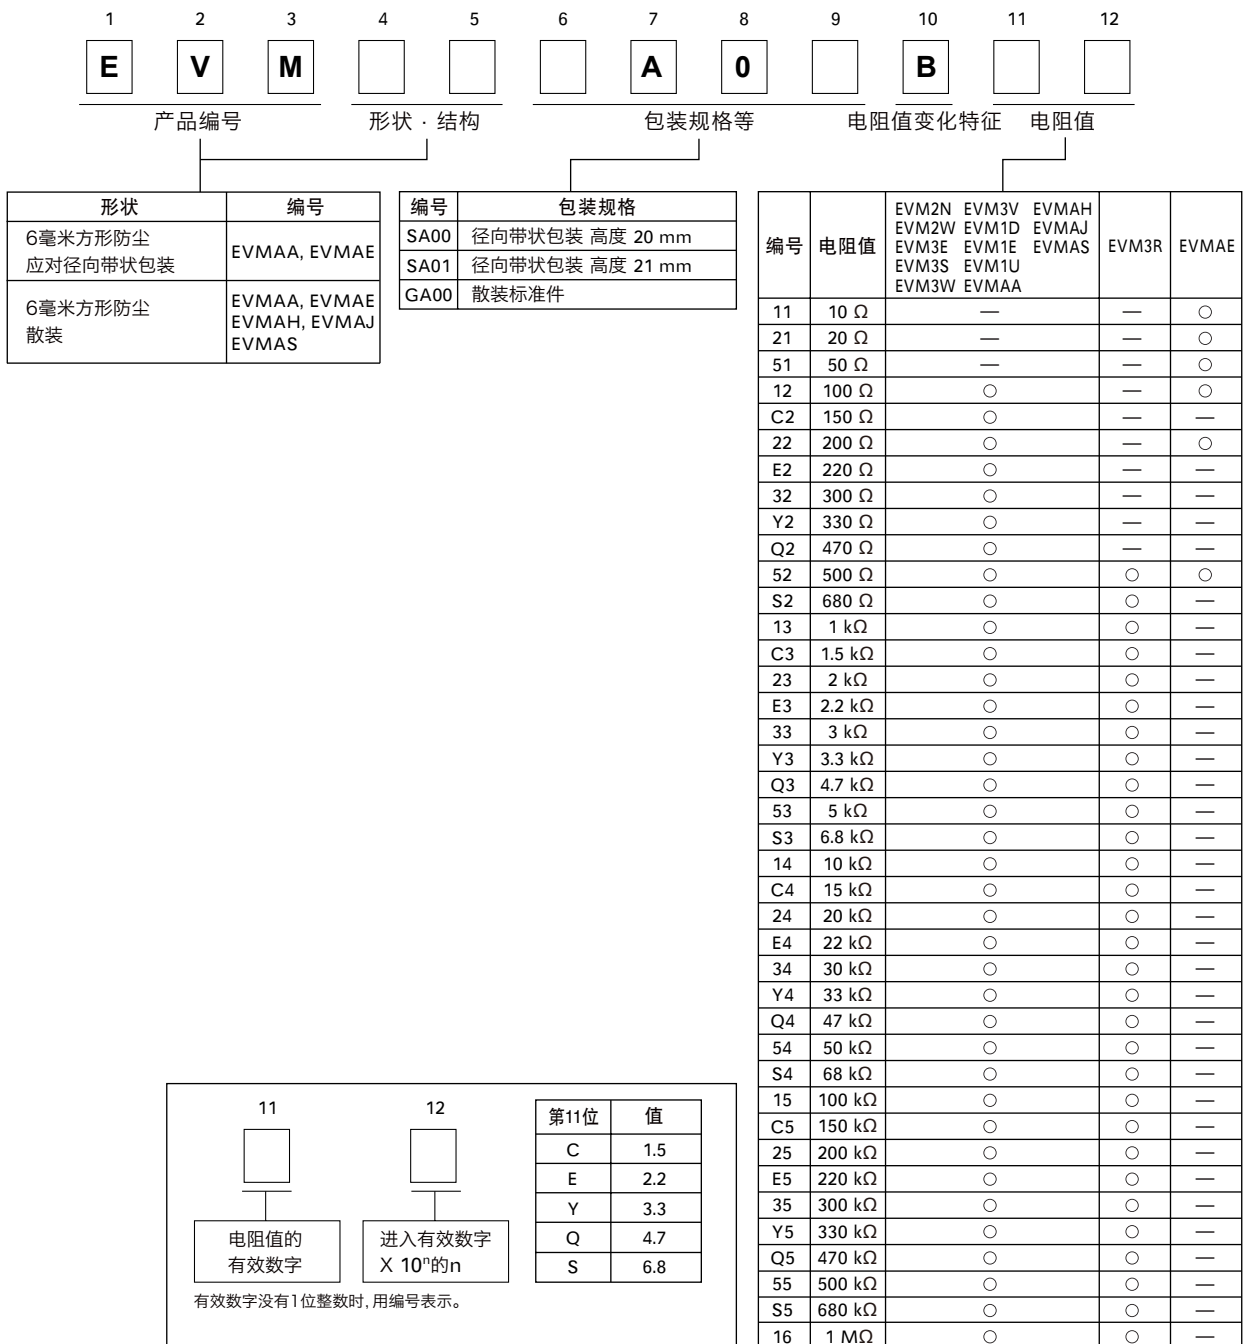 1 2 3 4 5 6 7 8 9 10 11 12
E V M A 0 B
产品编号 形状 · 结构 包装规格等 电阻值变化特征 电阻值
形状 编号
6毫米方形防尘
应对径向带状包装
EVMAA, EVMAE
6毫米方形防尘
散装
EVMAA, EVMAE
EVMAH, EVMAJ
EVMAS
编号 包装规格
SA00 径向带状包装 高度 20 mm
SA01 径向带状包装 高度 21 mm
GA00 散装标准件
编号 电阻值
EVM2N EVM3V EVMAH
EVM2W EVM1D EVMAJ
EVM3E EVM1E EVMAS
EVM3S EVM1U
EVM3W EVMAA
EVM3R EVMAE
11 10 Ω — — ○
21 20 Ω — — ○
51 50 Ω — — ○
12 100 Ω ○ — ○
C2 150 Ω ○ — —
22 200 Ω ○ — ○
E2 220 Ω ○ — —
32 300 Ω ○ — —
Y2 330 Ω ○ — —
Q2 470 Ω ○ — —
52 500 Ω ○ ○ ○
S2 680 Ω ○ ○ —
13 1 kΩ ○ ○ —
C3 1.5 kΩ ○ ○ —
23 2 kΩ ○ ○ —
E3 2.2 kΩ ○ ○ —
33 3 kΩ ○ ○ —
Y3 3.3 kΩ ○ ○ —
Q3 4.7 kΩ ○ ○ —
53 5 kΩ ○ ○ —
S3 6.8 kΩ ○ ○ —
14 10 kΩ ○ ○ —
C4 15 kΩ ○ ○ —
24 20 kΩ ○ ○ —
E4 22 kΩ ○ ○ —
34 30 kΩ ○ ○ —
Y4 33 kΩ ○ ○ —
Q4 47 kΩ ○ ○ —
54 50 kΩ ○ ○ —
S4 68 kΩ ○ ○ —
15 100 kΩ ○ ○ —
C5 150 kΩ ○ ○ —
25 200 kΩ ○ ○ —
E5 220 kΩ ○ ○ —
35 300 kΩ ○ ○ —
Y5 330 kΩ ○ ○ —
Q5 470 kΩ ○ ○ —
55 500 kΩ ○ ○ —
S5 680 kΩ ○ ○ —
16 1 MΩ ○ ○ —
11 12
电阻值的
有效数字
进入有效数字
X 10ⁿ的n
有效数字没有1位整数时, 用编号表示。
第11位 值
C 1.5
E 2.2
Y 3.3
Q 4.7
S 6.8